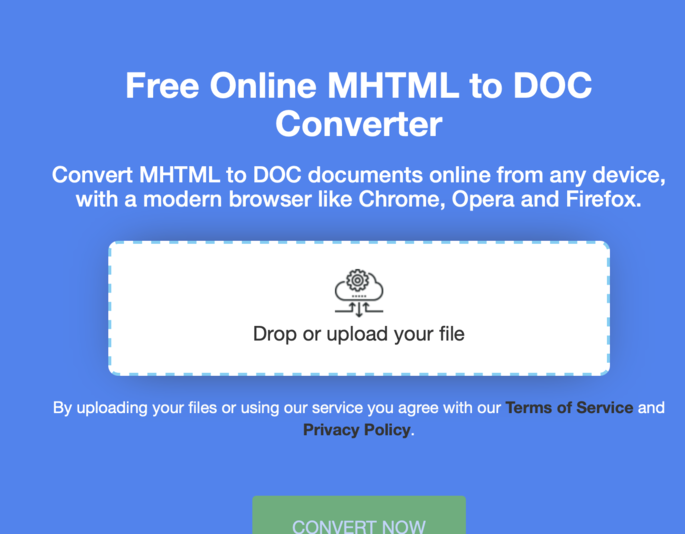 Free Online MHTML to DOC
Converter
Convert MHTML to DOC documents online from any device,
with a modern browser like Chrome, Opera and Firefox.
Drop or upload your file
By uploading your files or using our service you agree with our Terms of Service and
Privacy Policy.
CONVERT NOW